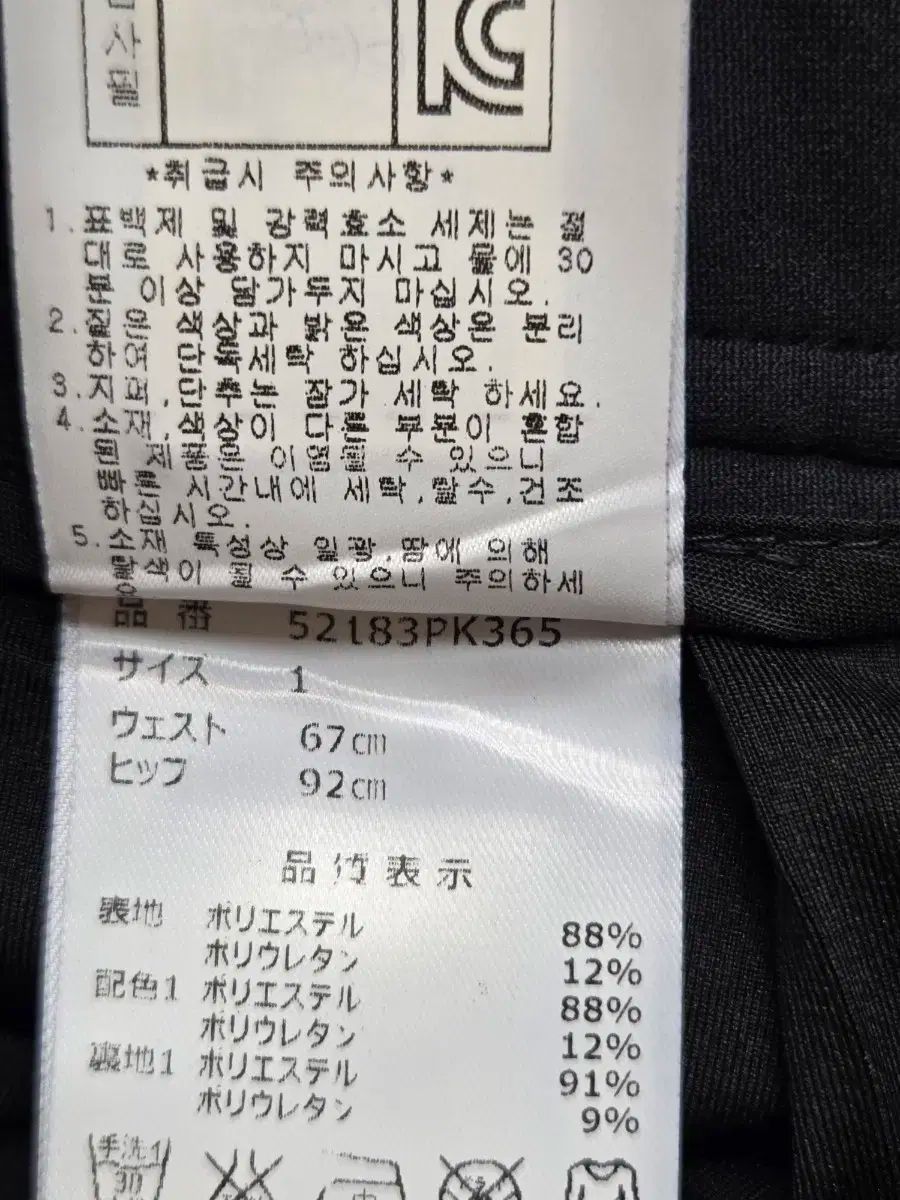 사
필
*취급시 주의사항*
1.표백제 및 강력효소 세제는 절
대로 사용하지 마시고 물에 30
분 이상 담가두지 마십시오.
2.짙은 색상과 밝은 색상은 분리
하여 단독세탁 하십시오.
3.지퍼,단추는 잠가 세탁 하세요.
4.소재,색상이 다른 부분이 혼합
된 제품은 이염될 수 있으니
빠른 시간내에 세탁,탈수,건조
하십시오.
5.소재 특성상 일광,땀에 의해
탈색이 될 수 있으니 주의하세
品番 52183PK365
サイズ 1
ウェスト 67cm
ヒップ 92cm
品質表示
表地 ポリエステル 88%
ポリウレタン 12%
配色1 ポリエステル 88%
ポリウレタン 12%
裏地1 ポリエステル 91%
ポリウレタン 9%
手洗イ
30
中